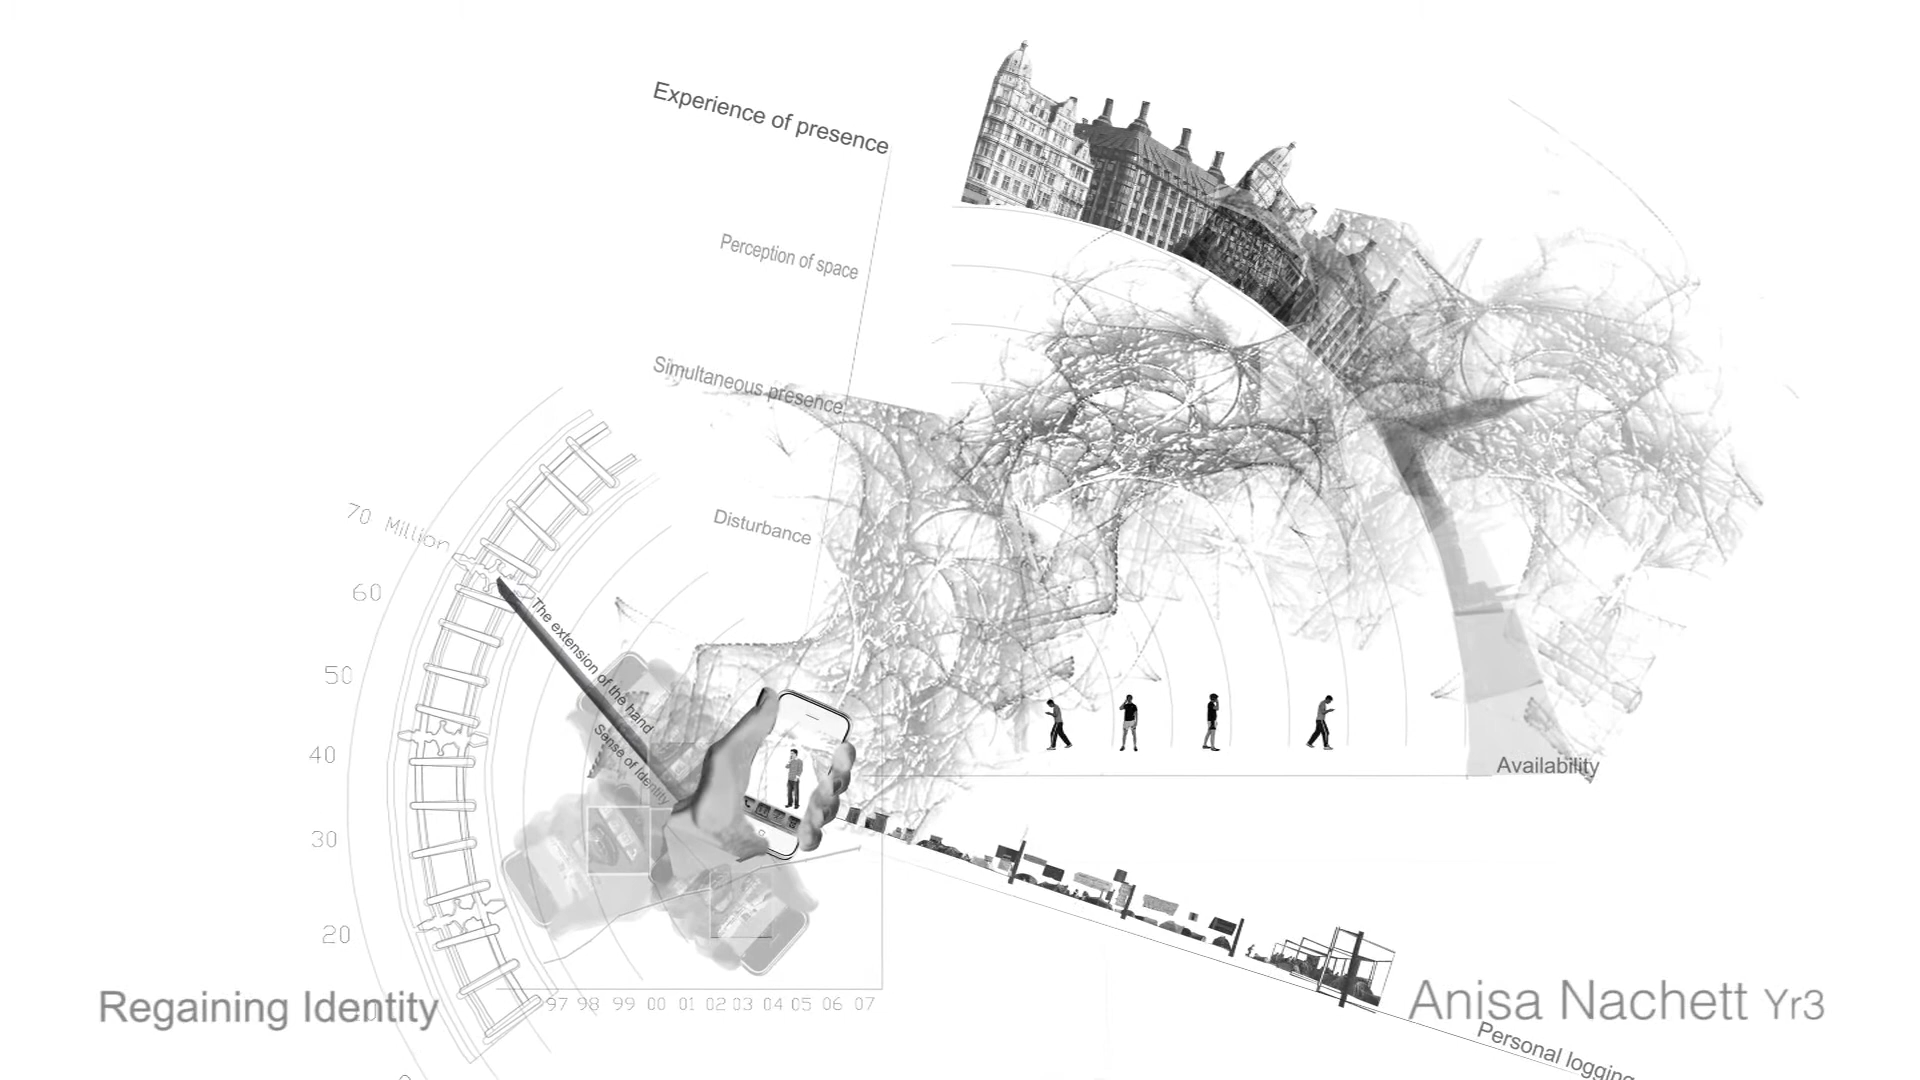 Experience of presence
Perception of space
Simultaneous presence
Disturbance
70 Million
60
50
40
30
20
The extension of the hand
Sense of Identity
Availability
97 98 99 00 01 02 03 04 05 06 07
Regaining Identity
Anisa Nachett Yr3
Personal logging